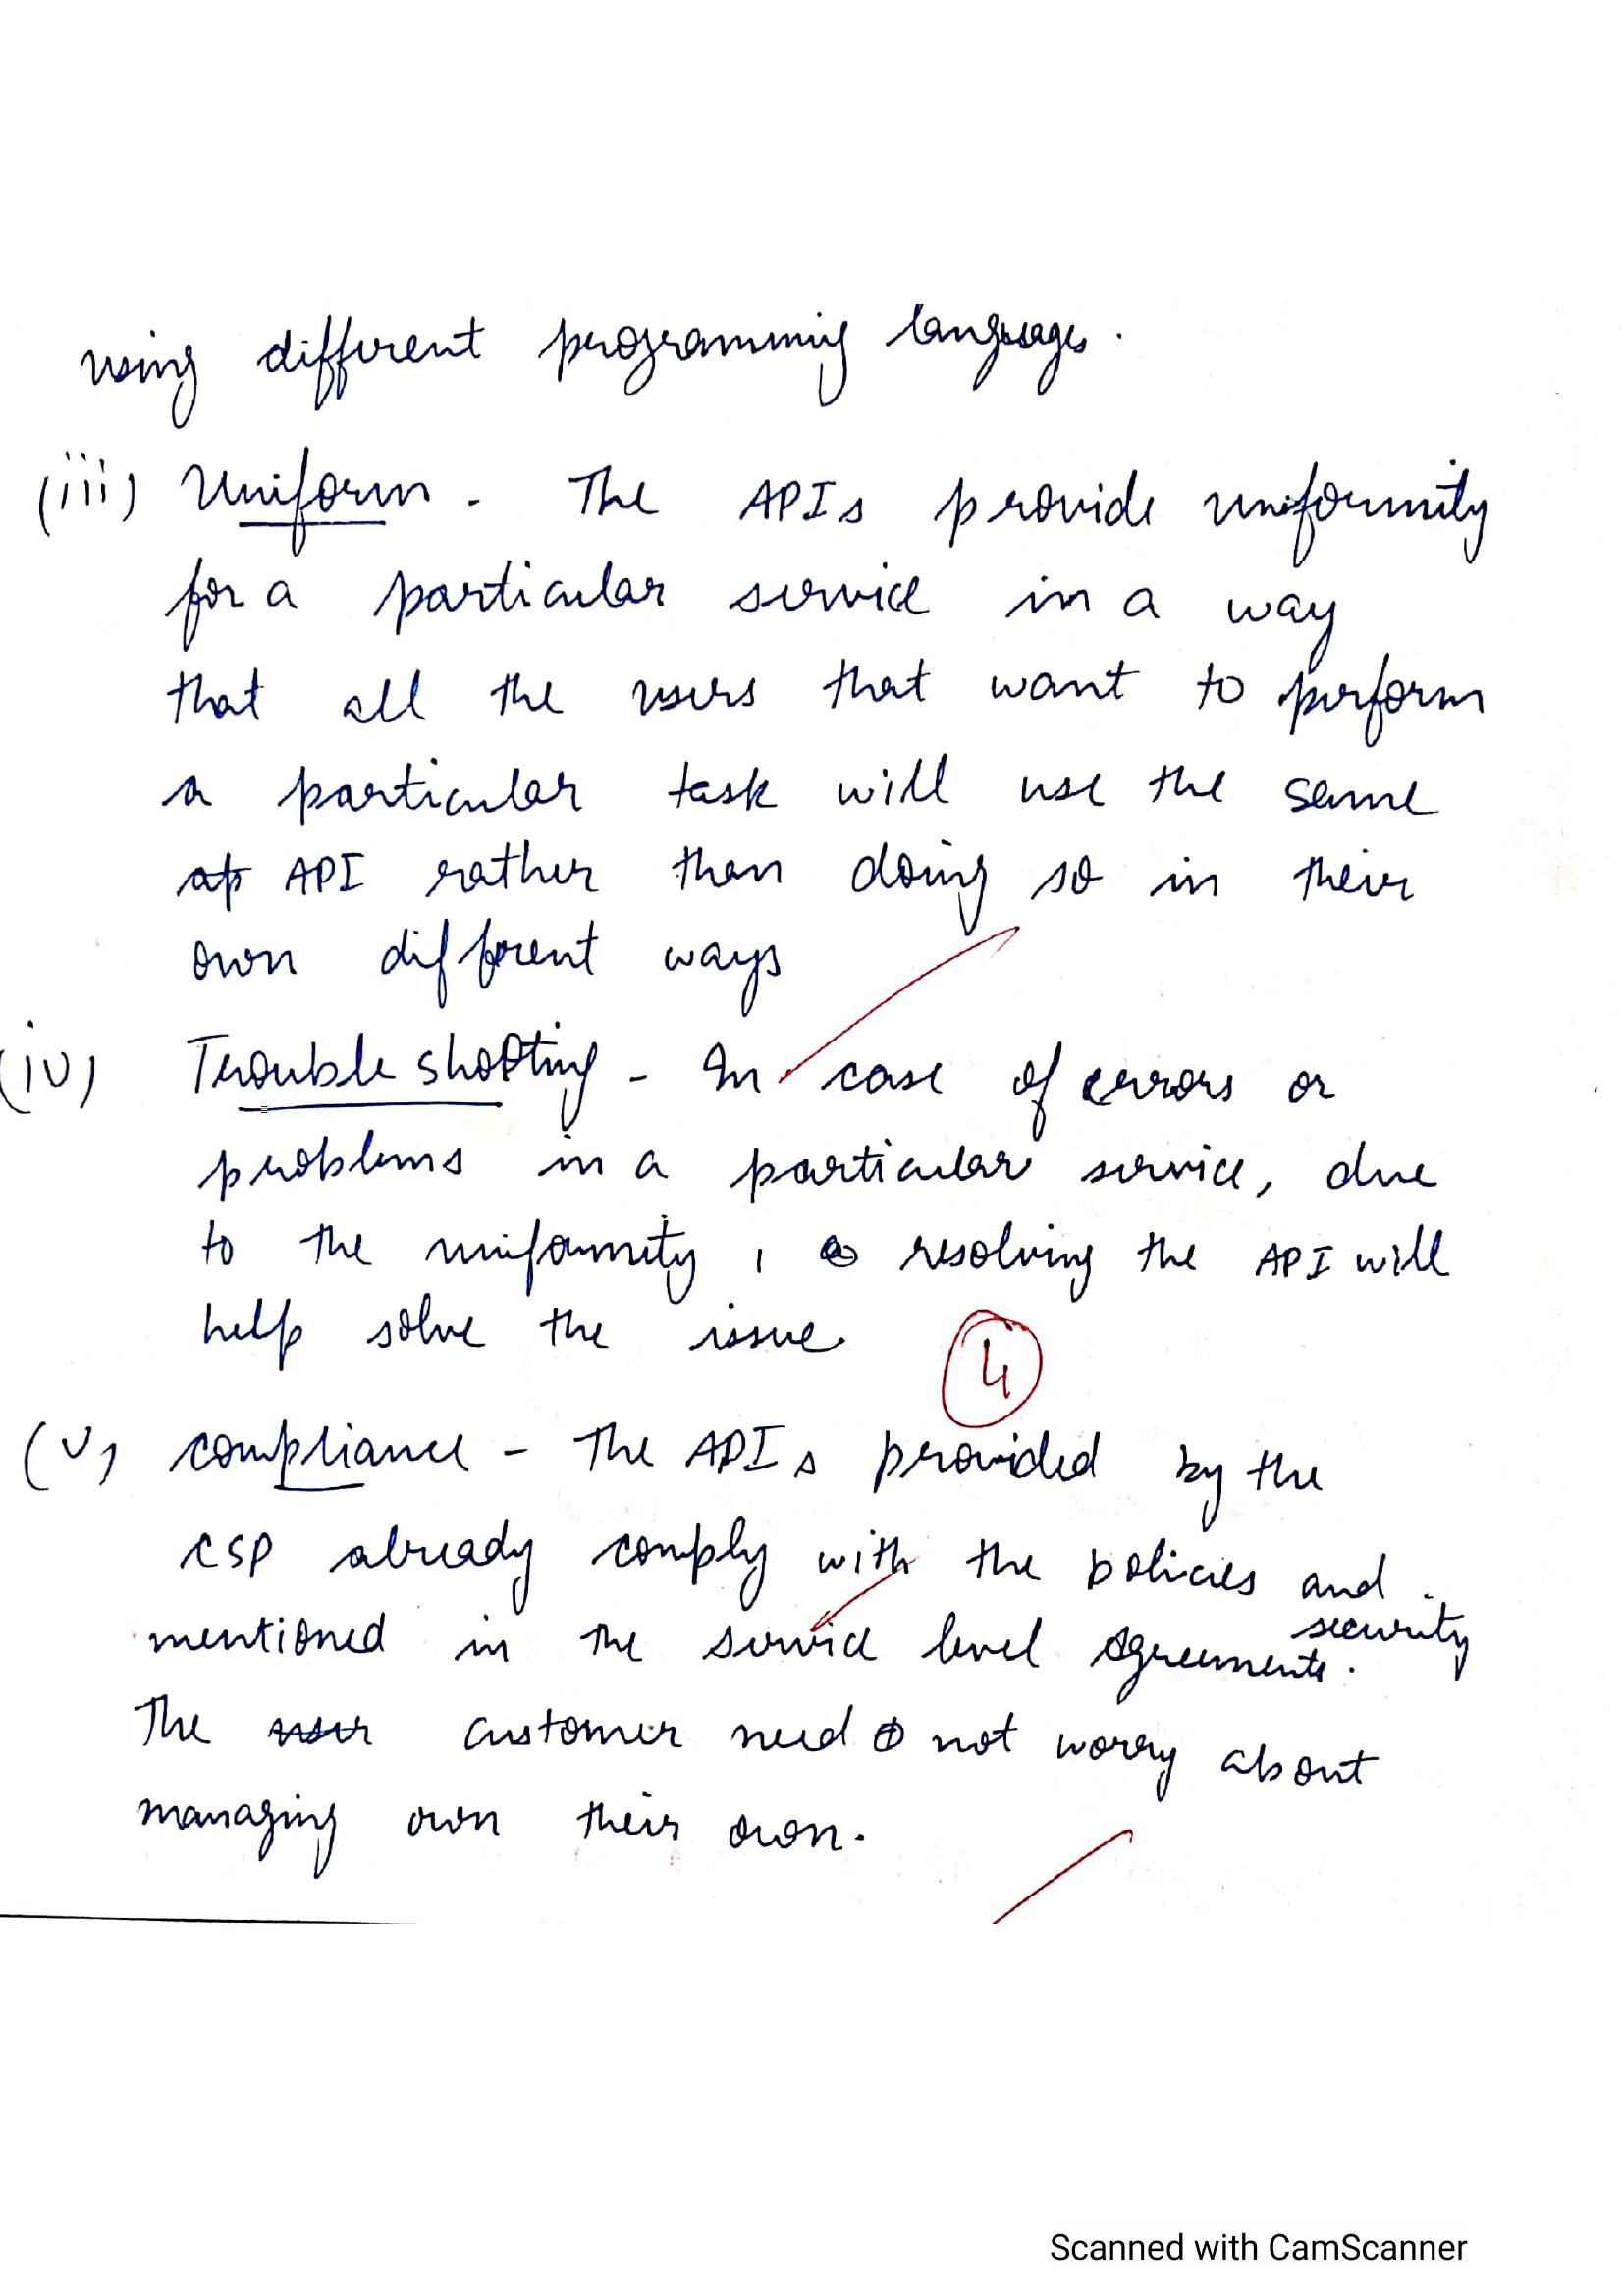 using different programming languages.
(iii) Uniform - The APIs provide uniformity
for a particular service in a way
that all the users that want to perform
a particular task will use the same
ap API rather than doing so in their
own different ways
(iv) Trouble shooting - In case of errors or
problems in a particular service, due
to the uniformity, resolving the API will
help solve the issue.
4
(v) compliance - The APIs provided by the
CSP already comply with the policies and
security
mentioned in the service level agreements.
The user customer need not worry about
managing own their own.
Scanned with CamScanner